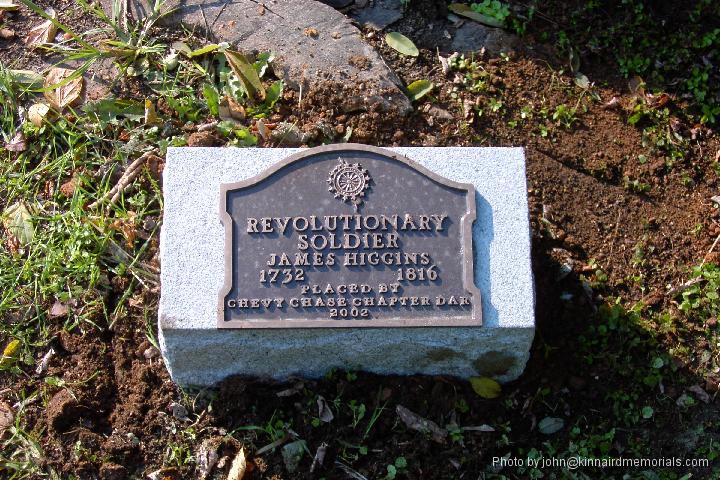 REVOLUTIONARY
SOLDIER
JAMES HIGGINS
1732 1816
PLACED BY
CHEVY CHASE CHAPTER DAR
2002
Photo by john@kinnairdmemorials.com